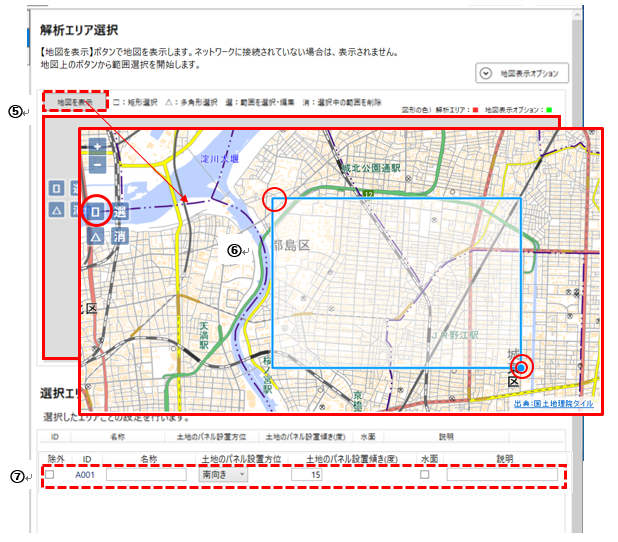 解析エリア選択
【地図を表示】ボタンで地図を表示します。ネットワークに接続されていない場合は、表示されません。
地図上のボタンから範囲選択を開始します。
地図表示オプション
⑤
地図を表示 □：矩形選択 △：多角形選択 選：範囲を選択・編集 消：選択中の範囲を削除
図形の色） 解析エリア：■ 地図表示オプション：■
+
−
淀川大堰
城北公園通駅
12
選
消
⑥
都島区
区
天満駅
桜ノ宮駅
京橋
ＪＲ野江駅
城
区
出典：国土地理院タイル
選択エリ
選択したエリアごとの設定を行います。
ID 名称 土地のパネル設置方位 土地のパネル設置傾き(度) 水面 説明
除外 ID 名称 土地のパネル設置方位 土地のパネル設置傾き(度) 水面 説明
⑦
A001 南向き 15